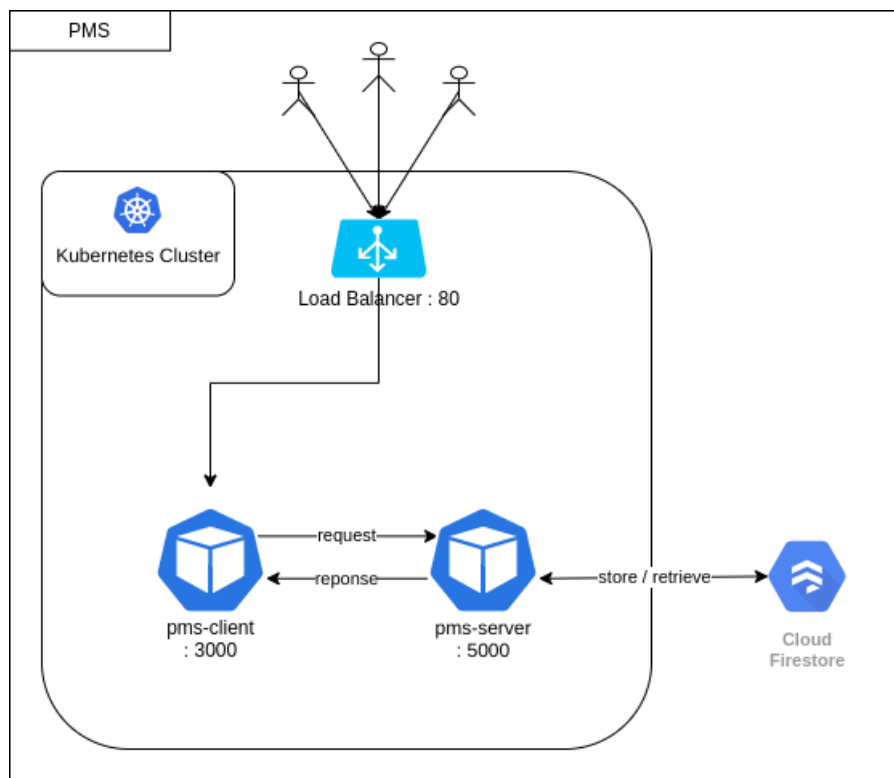 PMS
Kubernetes Cluster
Load Balancer : 80
request
reponse
store / retrieve
pms-client
: 3000
pms-server
: 5000
Cloud
Firestore